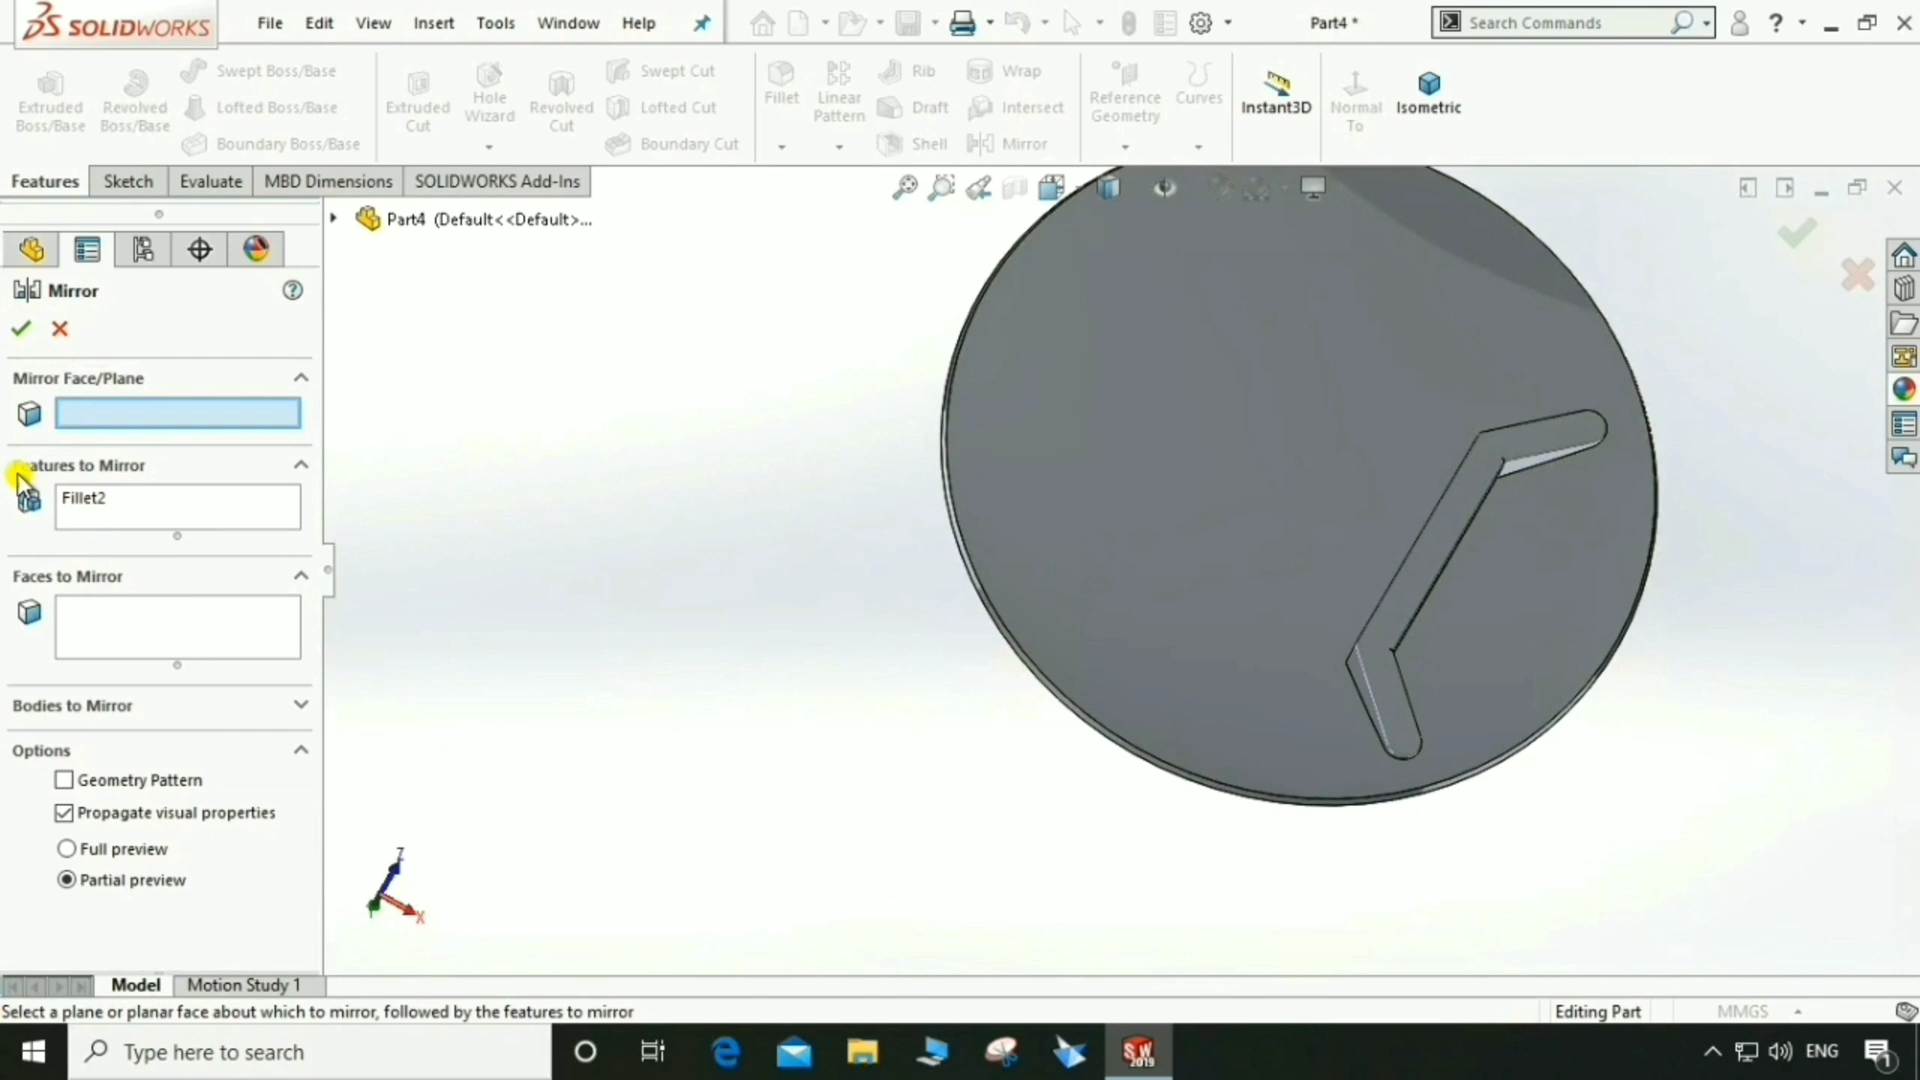 SOLIDWORKS File Edit View Insert Tools Window Help Part4 * Search Commands ?
Extruded Boss/Base
Revolved Boss/Base
Swept Boss/Base
Lofted Boss/Base
Boundary Boss/Base
Extruded Cut
Hole Wizard
Revolved Cut
Swept Cut
Lofted Cut
Boundary Cut
Fillet
Linear Pattern
Rib
Draft
Shell
Wrap
Intersect
Mirror
Reference Geometry
Curves
Instant3D
Normal To
Isometric
Features Sketch Evaluate MBD Dimensions SOLIDWORKS Add-Ins
Part4 (Default<<Default>...
Mirror ?
Mirror Face/Plane
Features to Mirror
Fillet2
Faces to Mirror
Bodies to Mirror
Options
Geometry Pattern
Propagate visual properties
Full preview
Partial preview
Z
X
Model Motion Study 1
Select a plane or planar face about which to mirror, followed by the features to mirror Editing Part MMGS
Type here to search SW 2019 ENG 1